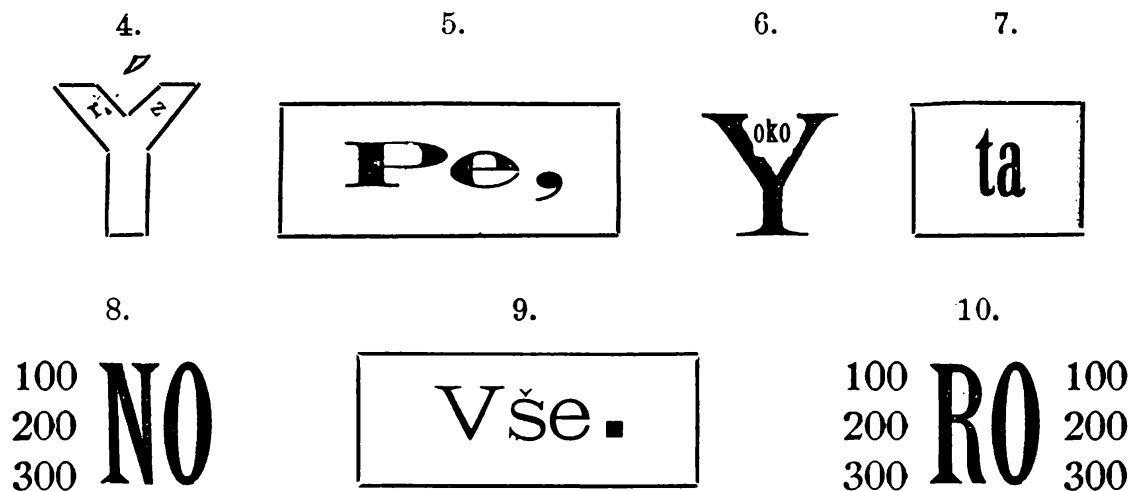 4. 5. 6. 7.
Ý r. z
Pe,
Y oko
ta
8. 9. 10.
100 NO 100 RO 100
200 200 200
300 300 300
Vše.